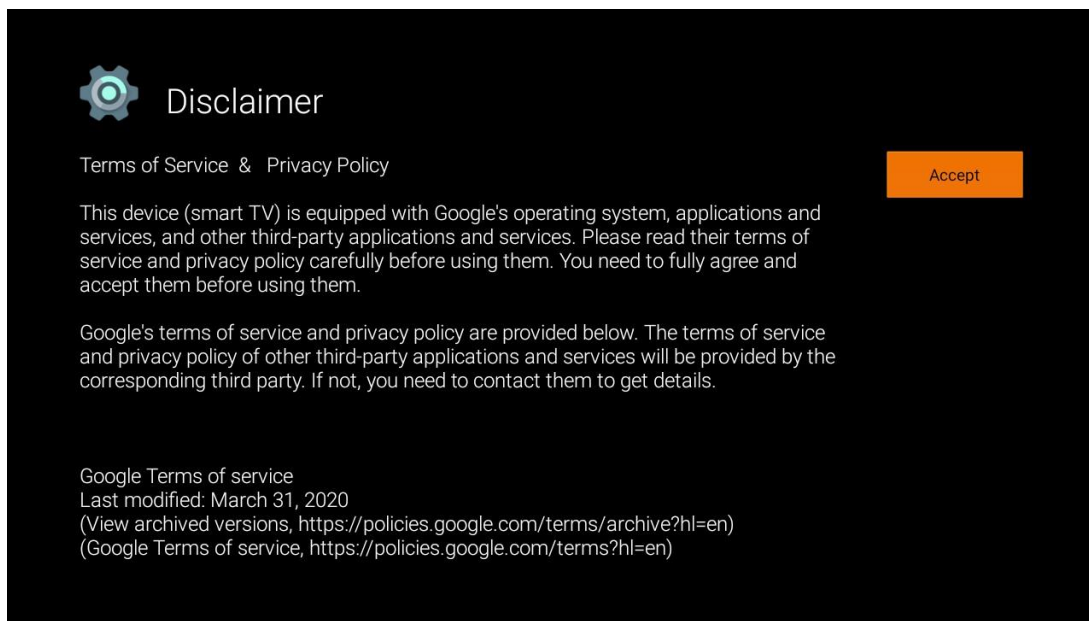 Disclaimer
Terms of Service & Privacy Policy
Accept
This device (smart TV) is equipped with Google's operating system, applications and
services, and other third-party applications and services. Please read their terms of
service and privacy policy carefully before using them. You need to fully agree and
accept them before using them.
Google's terms of service and privacy policy are provided below. The terms of service
and privacy policy of other third-party applications and services will be provided by the
corresponding third party. If not, you need to contact them to get details.
Google Terms of service
Last modified: March 31, 2020
(View archived versions, https://policies.google.com/terms/archive?hl=en)
(Google Terms of service, https://policies.google.com/terms?hl=en)